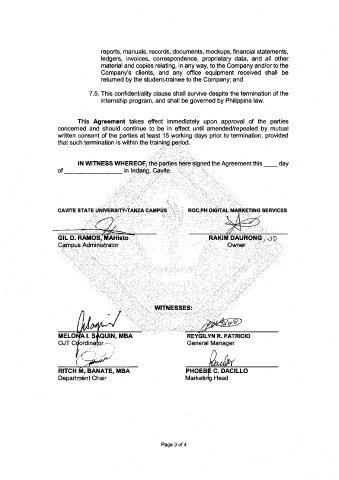 reports, manuals, records, documents, mockups, financial statements,
ledgers, invoices, correspondence, proprietary data, and all other
material and copies relating, in any way, to the Company and/or to the
Company's clients, and any office equipment received shall be
returned by the student-trainee to the Company; and
7.5. This confidentiality clause shall survive despite the termination of the
internship program, and shall be governed by Philippine law.
This Agreement takes effect immediately upon approval of the parties
concerned and should continue to be in effect until amended/repealed by mutual
written consent of the parties at least 15 working days prior to termination, provided
that such termination is within the training period.
IN WITNESS WHEREOF, the parties here signed the Agreement this ____ day
of ____________________ in Indang, Cavite.
CAVITE STATE UNIVERSITY-TANZA CAMPUS ROC.PH DIGITAL MARKETING SERVICES
GIL D. RAMOS, MAHisto RAKIM DAURONG, JD
Campus Administrator Owner
WITNESSES:
MELONA I. SAQUIN, MBA REYGILYN R. PATRICIO
OJT Coordinator General Manager
RITCH M. BANATE, MBA PHOEBE C. DACILLO
Department Chair Marketing Head
Page 3 of 4